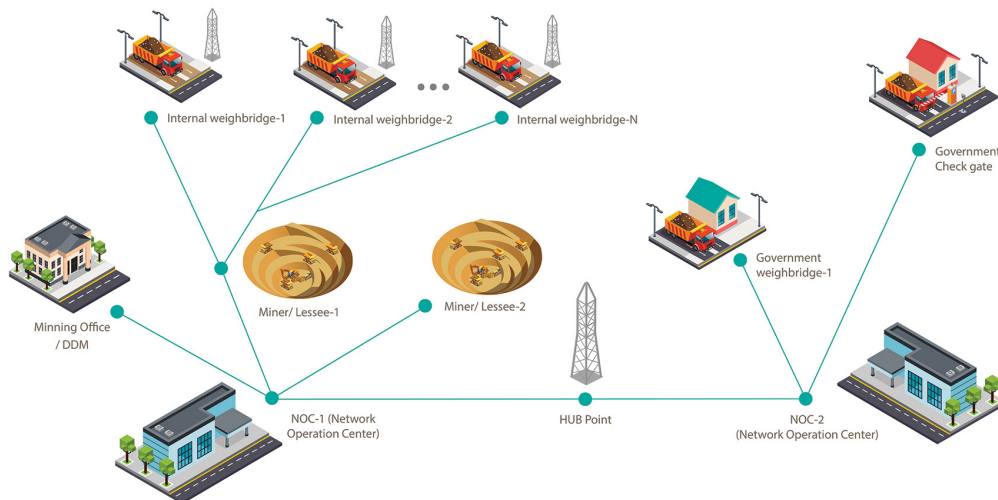 Internal weighbridge-1
Internal weighbridge-2
Internal weighbridge-N
Government
Check gate
Government
weighbridge-1
Miner/ Lessee-1
Miner/ Lessee-2
Minning Office
/ DDM
NOC-1 (Network
Operation Center)
HUB Point
NOC-2
(Network Operation Center)